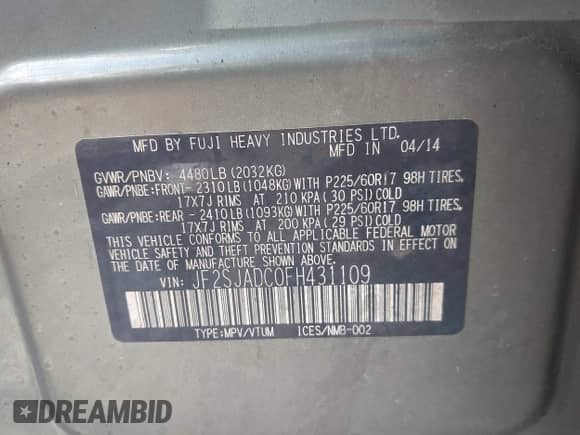 MFD BY FUJI HEAVY INDUSTRIES LTD.
MFD IN 04/14
GVWR/PNBV: 4480LB(2032KG)
GAWR/PNBE:FRONT- 2310LB(1048KG)WITH P225/60R17 98H TIRES,
17X7J RIMS AT 210 KPA(30 PSI)COLD
GAWR/PNBE:REAR -2410LB(1093KG)WITH P225/60R17 98H TIRES,
17X7J RIMS AT 200 KPA(29 PSI)COLD
THIS VEHICLE CONFORMS TO ALL APPLICABLE FEDERAL MOTOR
VEHICLE SAFETY AND THEFT PREVENTION STANDARDS IN EFFECT ON
THE DATE OF MANUFACTURE SHOWN ABOVE.
VIN: JF2SJADC0FH431109
TYPE:MPV/VTUM ICES/NMB-002
DREAMBID